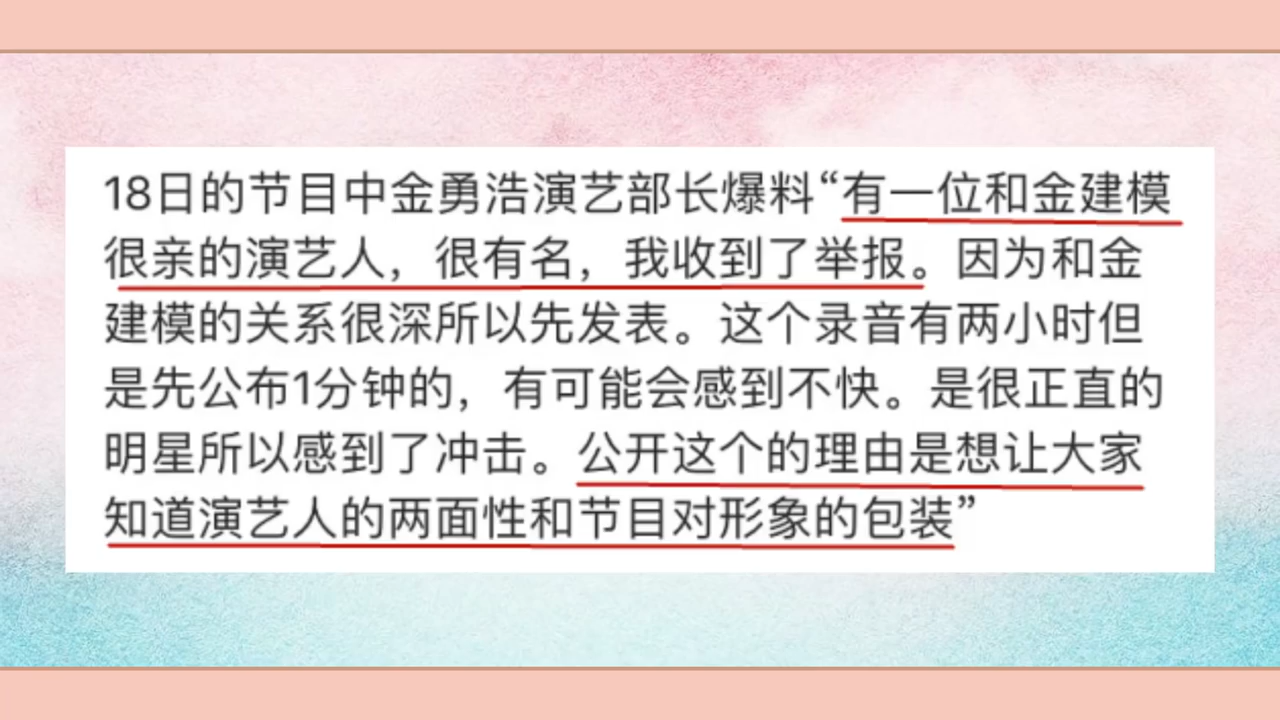 18日的节目中金勇浩演艺部长爆料“有一位和金建模
很亲的演艺人，很有名，我收到了举报。因为和金
建模的关系很深所以先发表。这个录音有两小时但
是先公布1分钟的，有可能会感到不快。是很正直的
明星所以感到了冲击。公开这个的理由是想让大家
知道演艺人的两面性和节目对形象的包装”